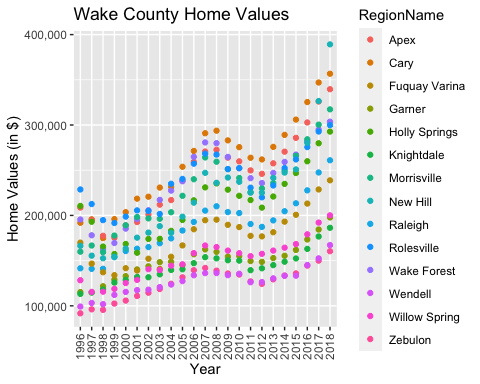 Wake County Home Values
Home Values (in $)
400,000
300,000
200,000
100,000
1996
1997
1998
1999
2000
2001
2002
2003
2004
2005
2006
2007
2008
2009
2010
2011
2012
2013
2014
2015
2016
2017
2018
Year
RegionName
Apex
Cary
Fuquay Varina
Garner
Holly Springs
Knightdale
Morrisville
New Hill
Raleigh
Rolesville
Wake Forest
Wendell
Willow Spring
Zebulon